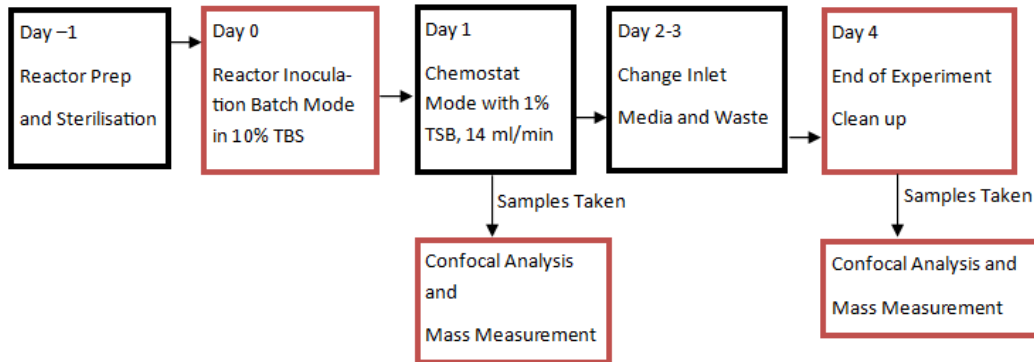 Day –1
Reactor Prep
and Sterilisation
Day 0
Reactor Inocula-
tion Batch Mode
in 10% TBS
Day 1
Chemostat
Mode with 1%
TSB, 14 ml/min
Day 2-3
Change Inlet
Media and Waste
Day 4
End of Experiment
Clean up
Samples Taken
Confocal Analysis
and
Mass Measurement
Samples Taken
Confocal Analysis and
Mass Measurement